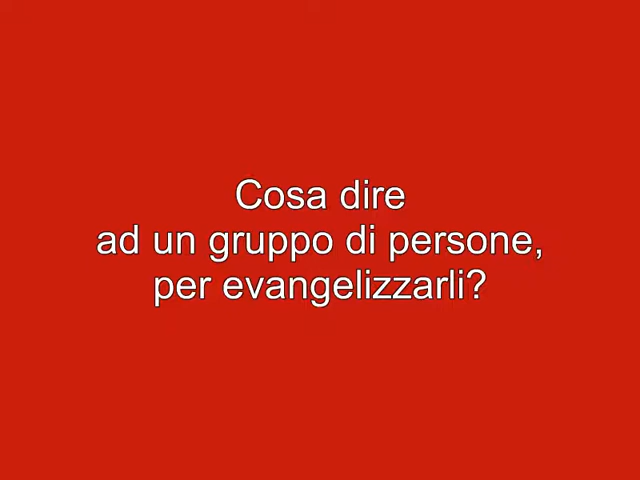 Cosa dire
ad un gruppo di persone,
per evangelizzarli?